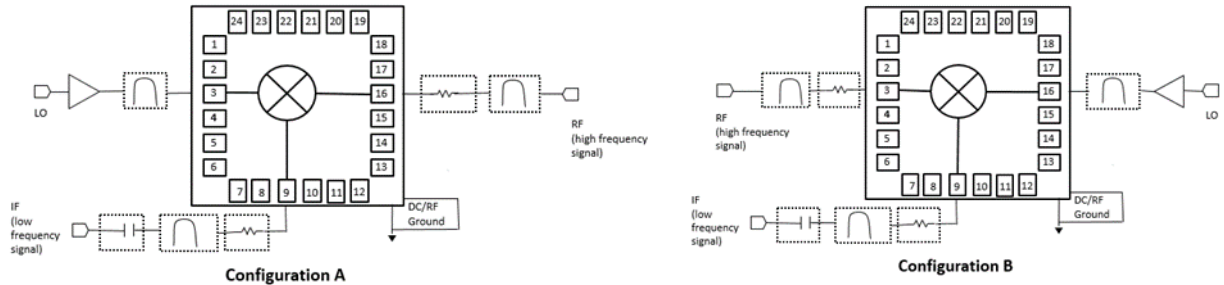 24 23 22 21 20 19
1
2
3
4
5
6
18
17
16
15
14
13
7 8 9 10 11 12
LO
RF
(high frequency
signal)
IF
(low
frequency
signal)
DC/RF
Ground
Configuration A
24 23 22 21 20 19
1
2
3
4
5
6
18
17
16
15
14
13
7 8 9 10 11 12
RF
(high frequency
signal)
LO
IF
(low
frequency
signal)
DC/RF
Ground
Configuration B